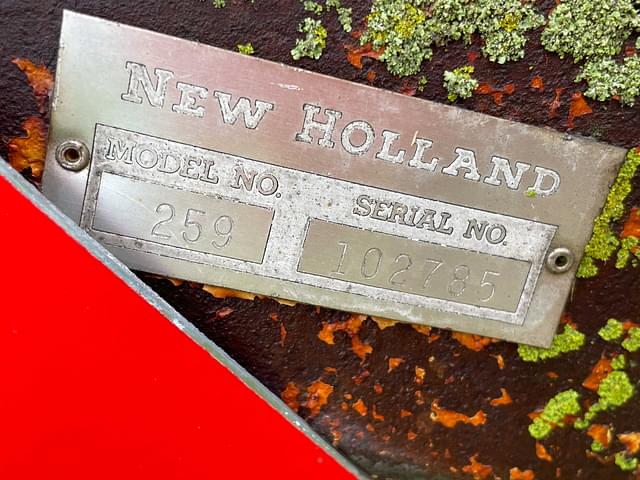 NEW HOLLAND
MODEL NO. SERIAL NO.
259 102785